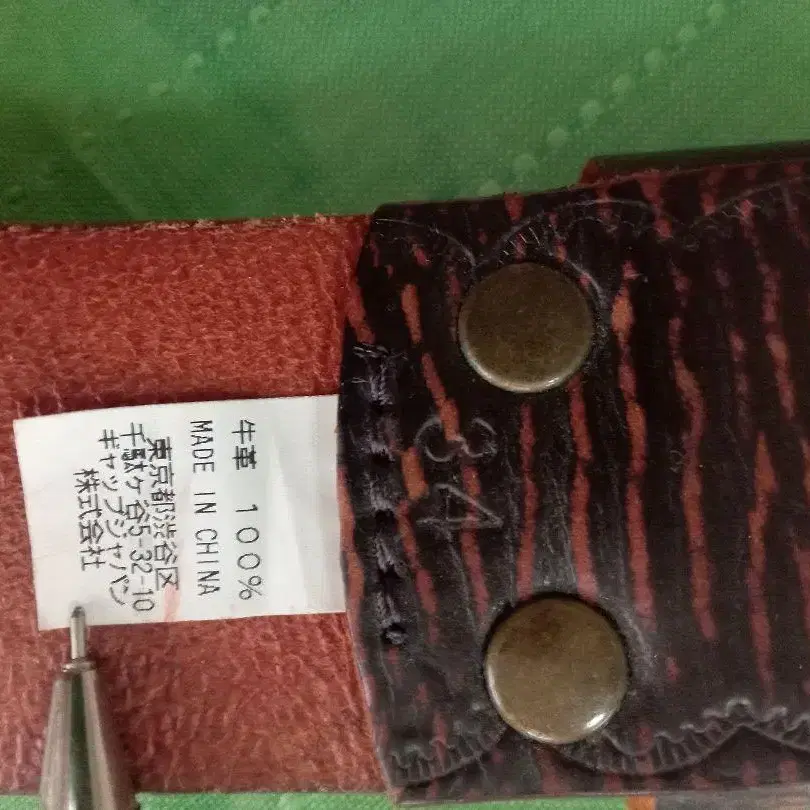 牛革 100%
MADE IN CHINA
東京都渋谷区
千駄ケ谷5-32-10
ギャップジャパン
株式会社
34